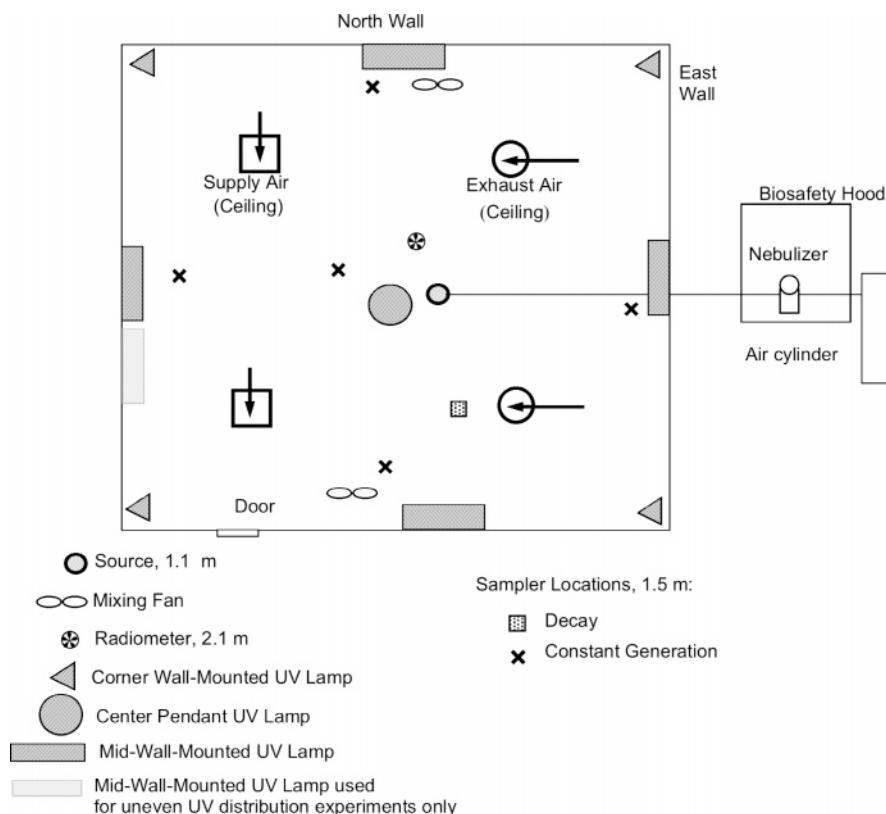 North Wall
East
Wall
Supply Air
(Ceiling)
Exhaust Air
(Ceiling)
Biosafety Hood
Nebulizer
Air cylinder
Door
Source, 1.1 m
Mixing Fan
Radiometer, 2.1 m
Corner Wall-Mounted UV Lamp
Center Pendant UV Lamp
Mid-Wall-Mounted UV Lamp
Mid-Wall-Mounted UV Lamp used
for uneven UV distribution experiments only
Sampler Locations, 1.5 m:
Decay
Constant Generation